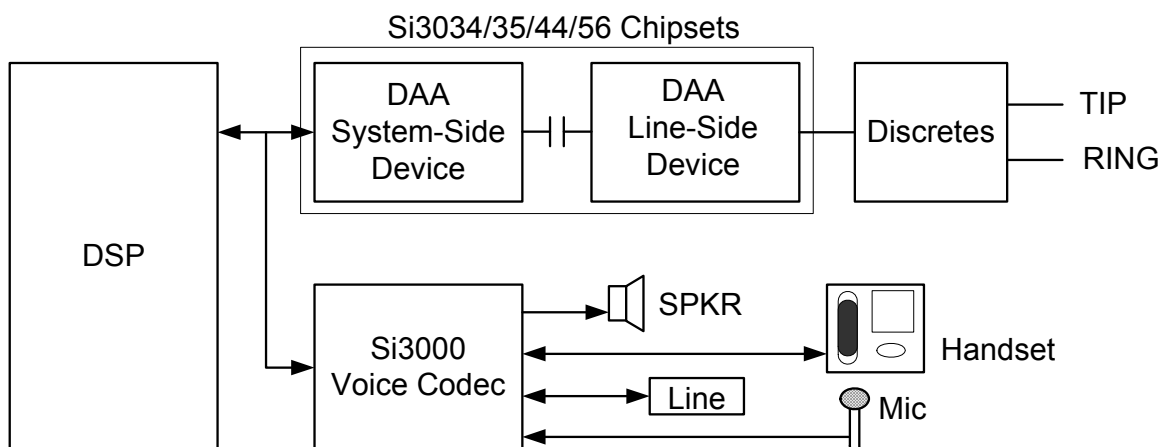 Si3034/35/44/56 Chipsets
DAA
System-Side
Device
DAA
Line-Side
Device
Discretes
TIP
RING
DSP
Si3000
Voice Codec
SPKR
Handset
Line
Mic